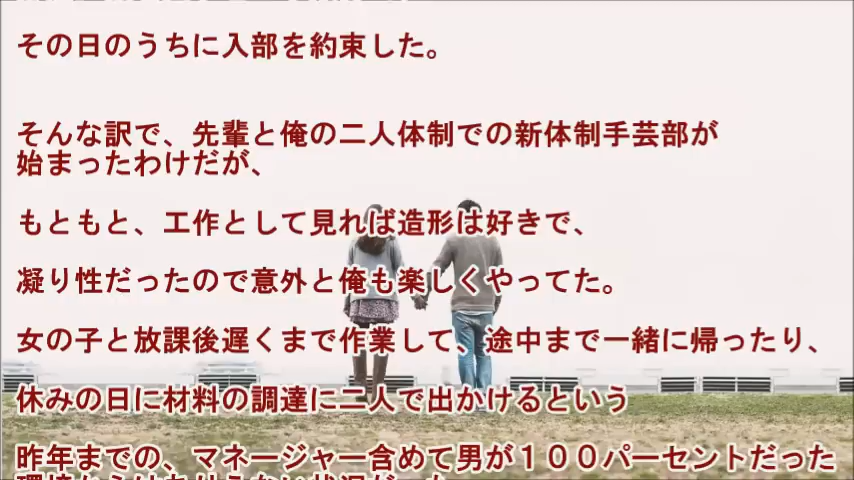 その日のうちに入部を約束した。
そんな訳で、先輩と俺の二人体制での新体制手芸部が
始まったわけだが、
もともと、工作として見れば造形は好きで、
凝り性だったので意外と俺も楽しくやってた。
女の子と放課後遅くまで作業して、途中まで一緒に帰ったり、
休みの日に材料の調達に二人で出かけるという
昨年までの、マネージャー含めて男が１００パーセントだった